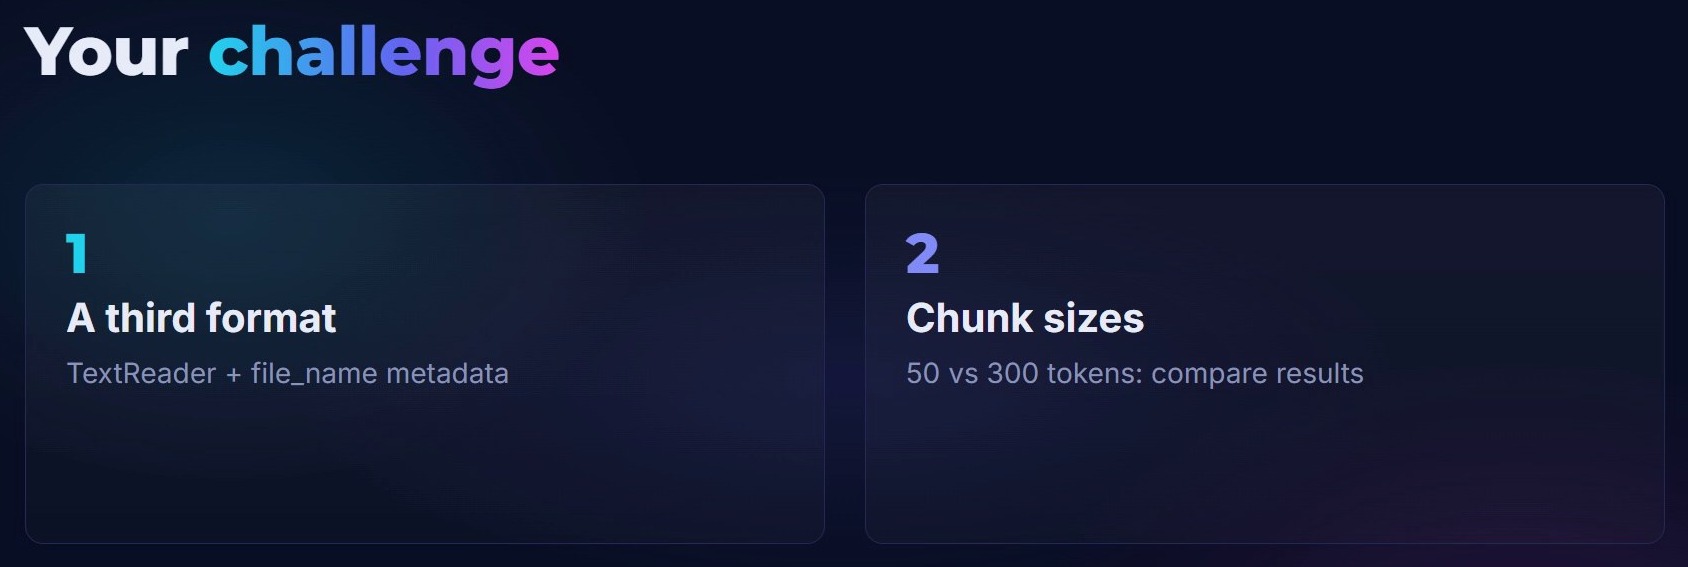 Your challenge
1
A third format
TextReader + file_name metadata
2
Chunk sizes
50 vs 300 tokens: compare results